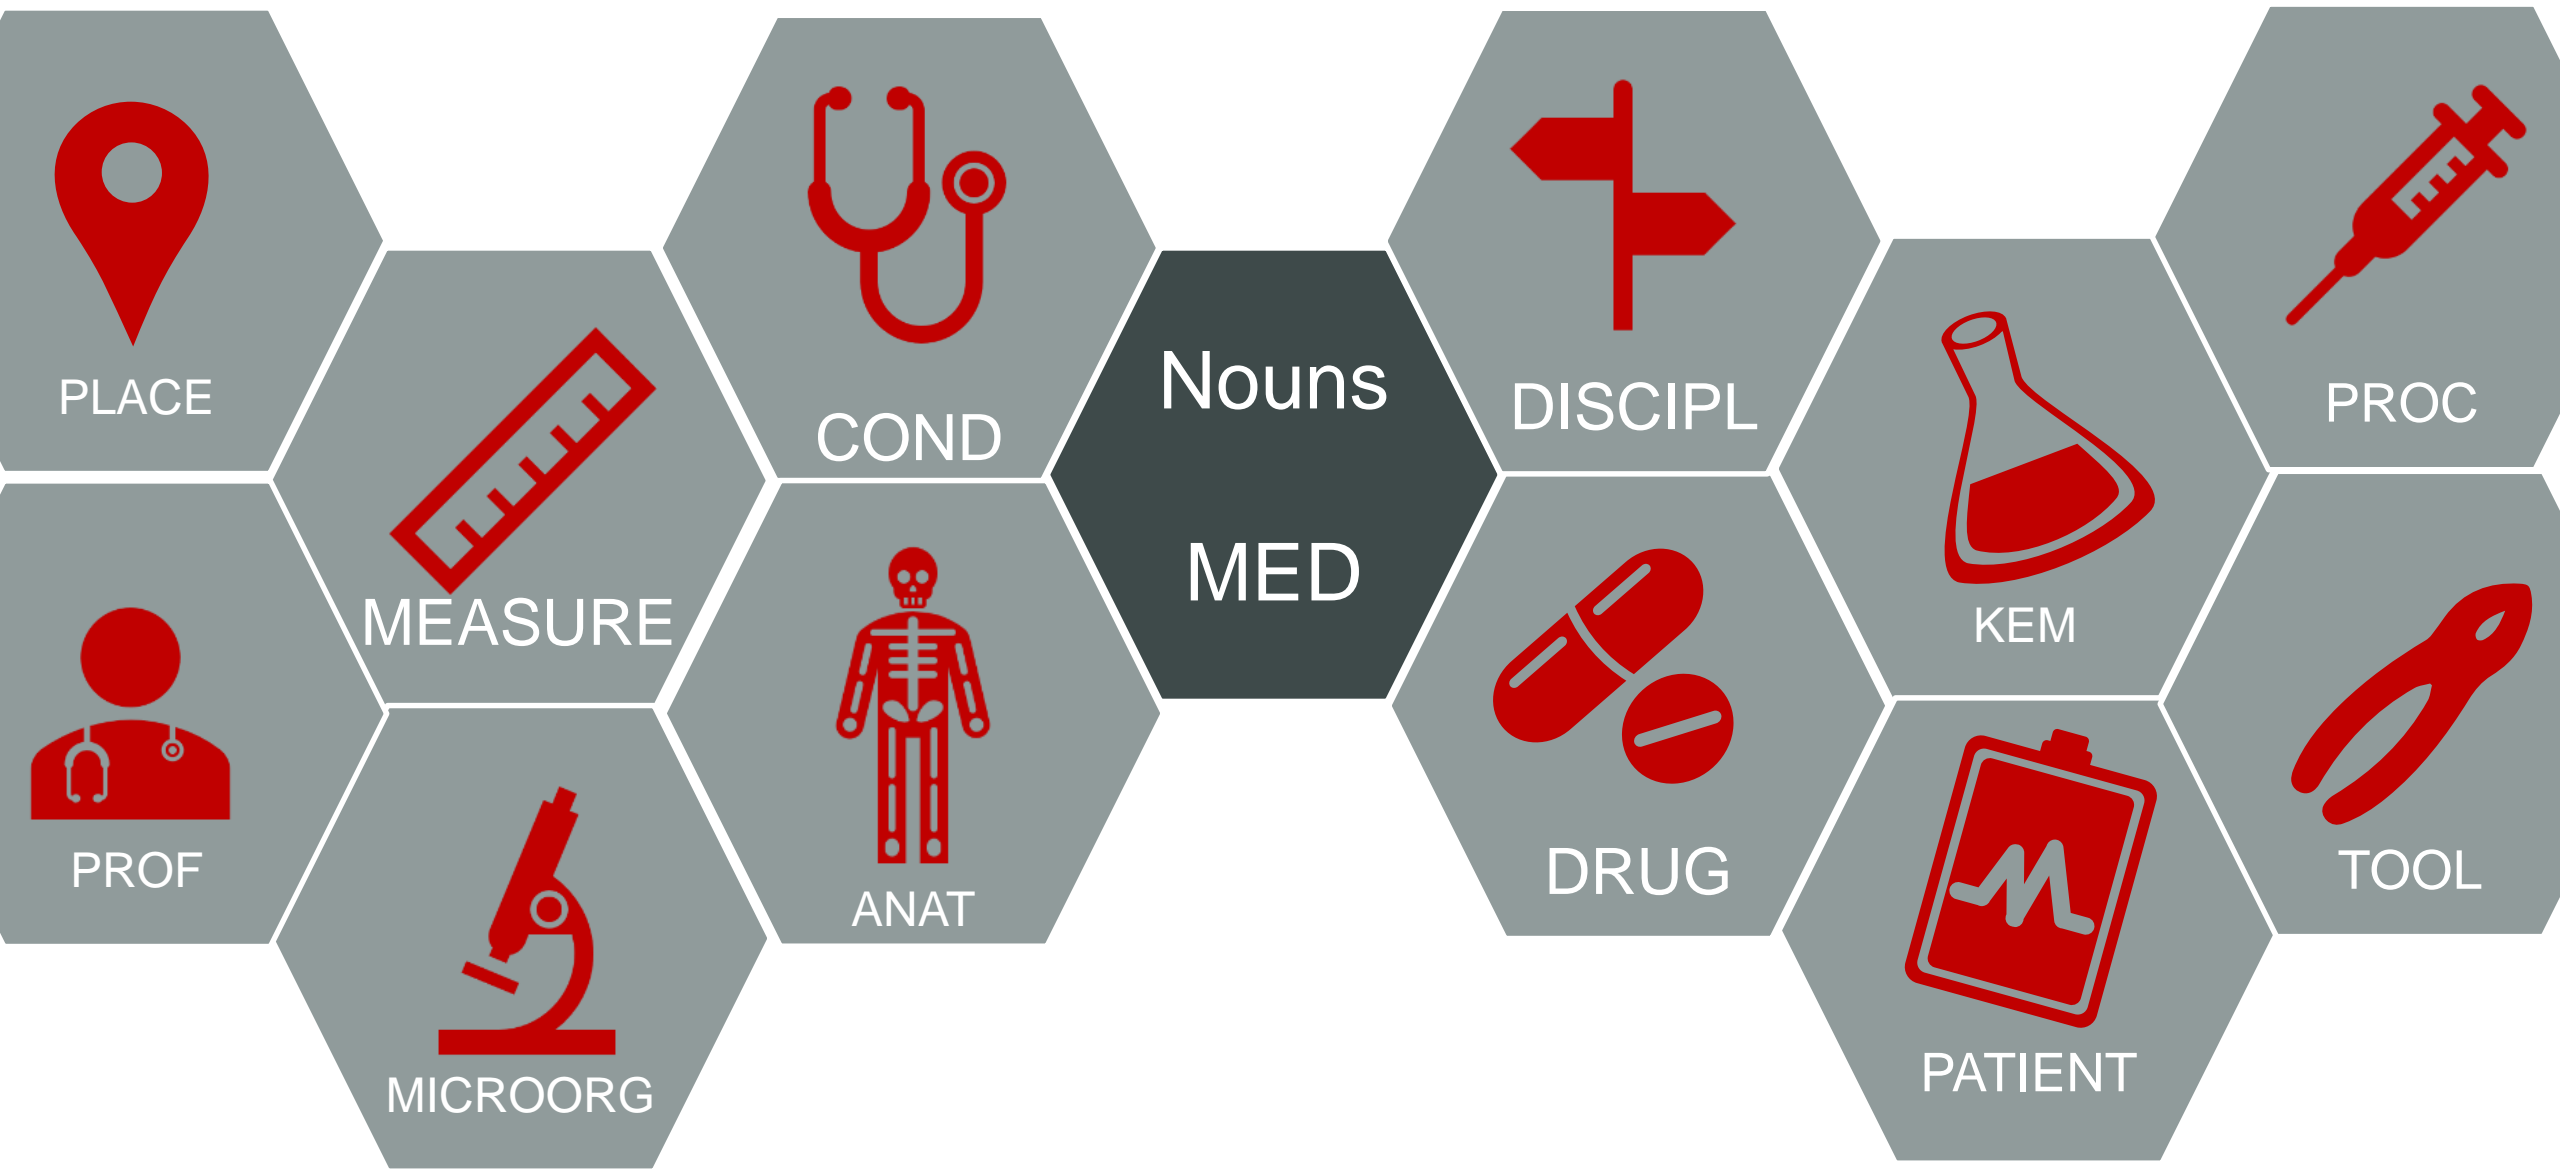 PLACE
PROF
MEASURE
MICROORG
COND
ANAT
Nouns
MED
DISCIPL
DRUG
KEM
PATIENT
PROC
TOOL